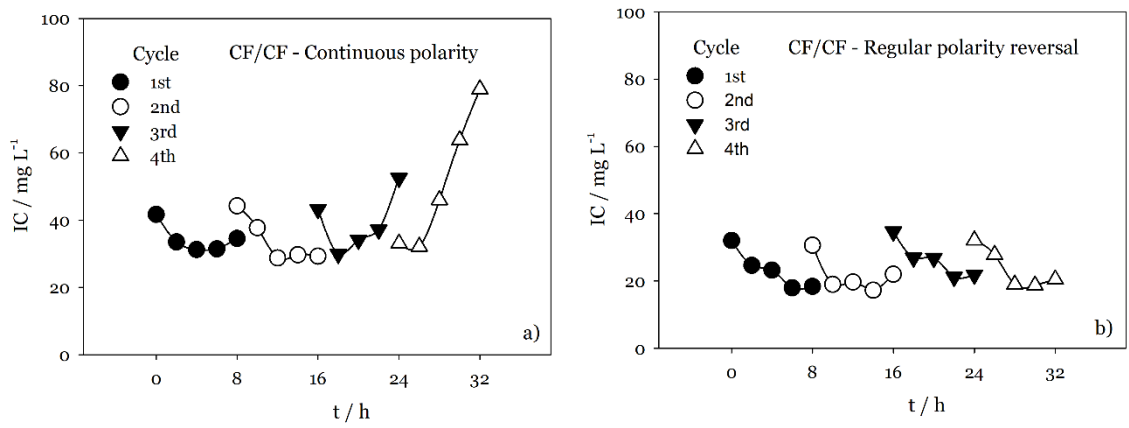 CF/CF - Continuous polarity
Cycle
1st
2nd
3rd
4th
IC / mg L⁻¹
100
80
60
40
20
0
0 8 16 24 32
t / h
a)
CF/CF - Regular polarity reversal
Cycle
1st
2nd
3rd
4th
IC / mg L⁻¹
100
80
60
40
20
0
0 8 16 24 32
t / h
b)